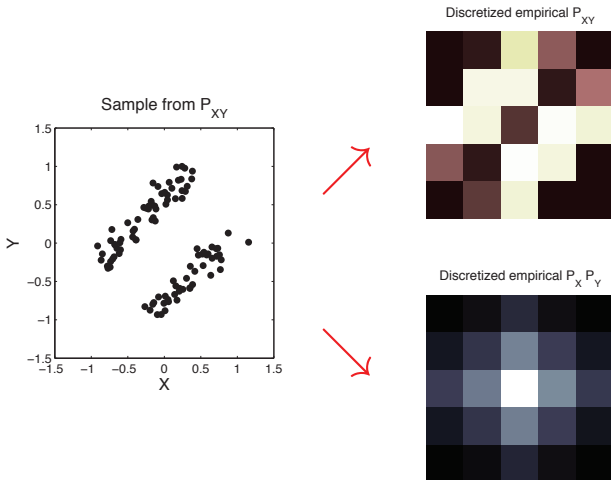 Discretized empirical P_XY
Sample from P_XY
1.5
1
0.5
0
−0.5
−1
−1.5
Y
−1.5 −1 −0.5 0 0.5 1 1.5
X
Discretized empirical P_X P_Y